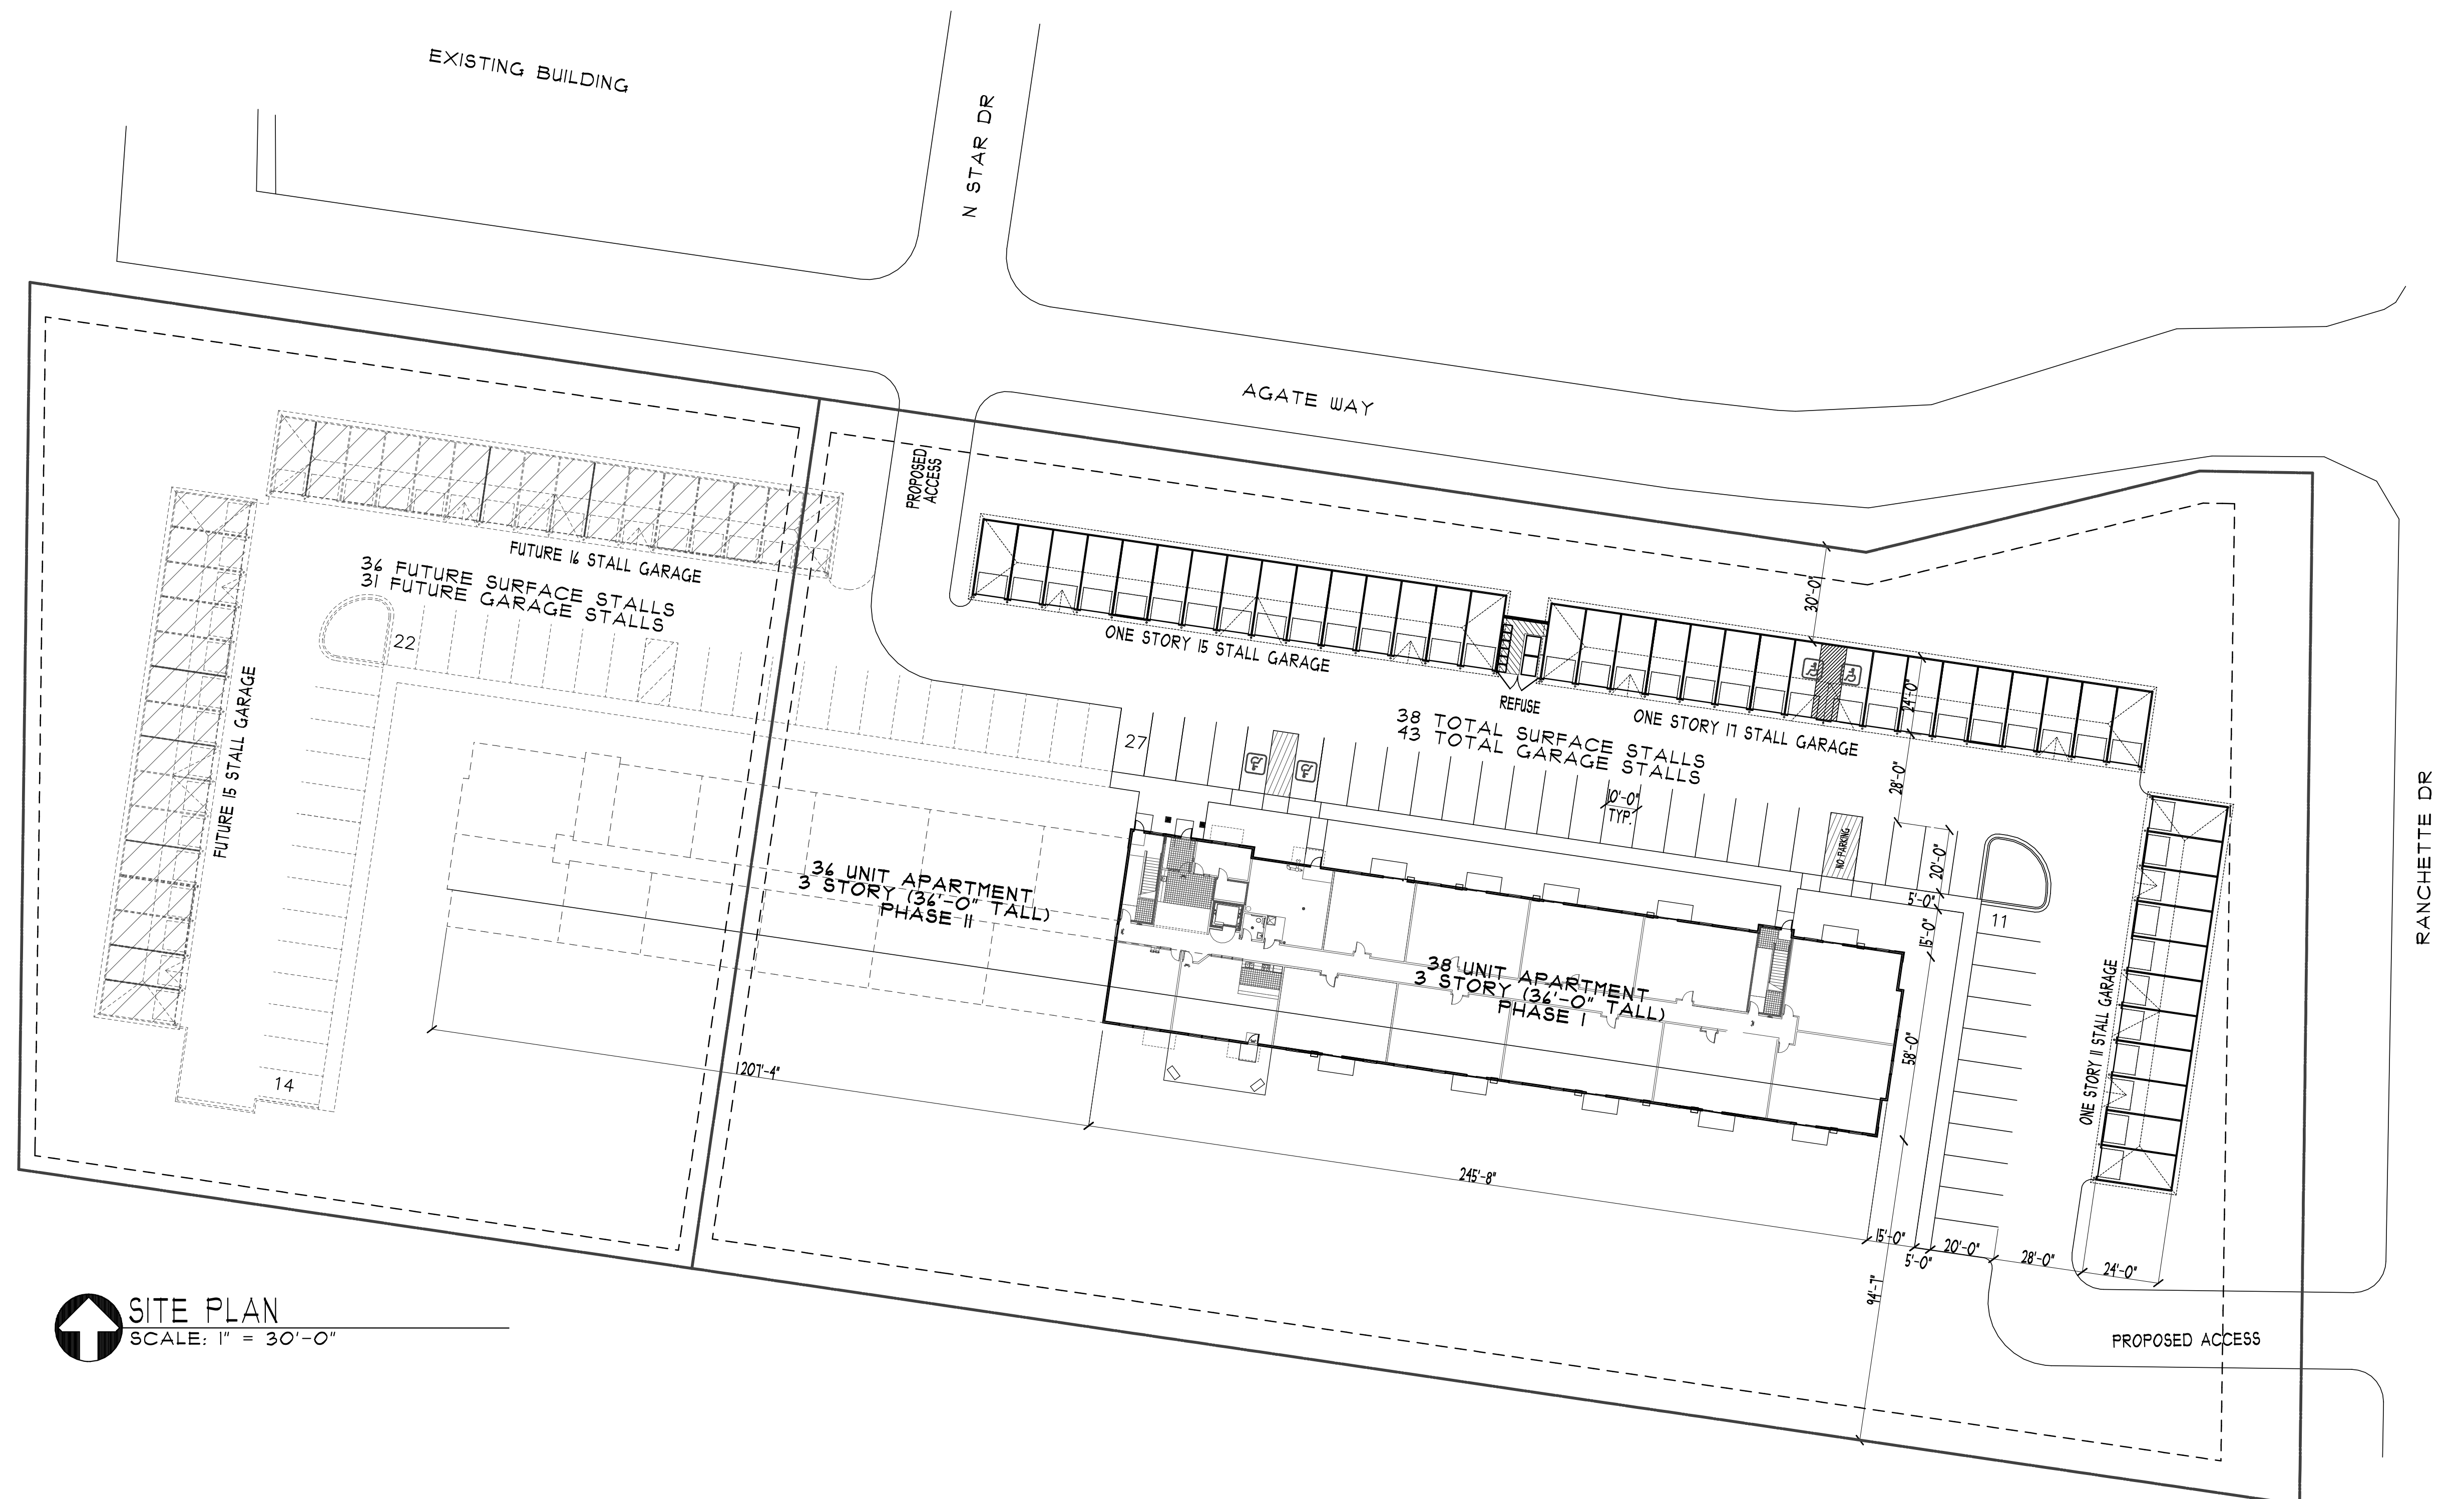 EXISTING BUILDING
N STAR DR
AGATE WAY
PROPOSED
ACCESS
FUTURE 16 STALL GARAGE
36 FUTURE SURFACE STALLS
31 FUTURE GARAGE STALLS
22
FUTURE 15 STALL GARAGE
14
ONE STORY 15 STALL GARAGE
REFUSE
30'-0"
24'-0"
ONE STORY 17 STALL GARAGE
38 TOTAL SURFACE STALLS
43 TOTAL GARAGE STALLS
27
10'-0"
TYP.
28'-0"
NO PARKING
20'-0"
5'-0"
15'-0"
11
RANCHETTE DR
36 UNIT APARTMENT
3 STORY (36'-0" TALL)
PHASE II
38 UNIT APARTMENT
3 STORY (36'-0" TALL)
PHASE I
58'-0"
ONE STORY 11 STALL GARAGE
207'-4"
245'-8"
15'-0"
5'-0"
20'-0"
28'-0"
24'-0"
94'-7"
PROPOSED ACCESS
SITE PLAN
SCALE: 1" = 30'-0"